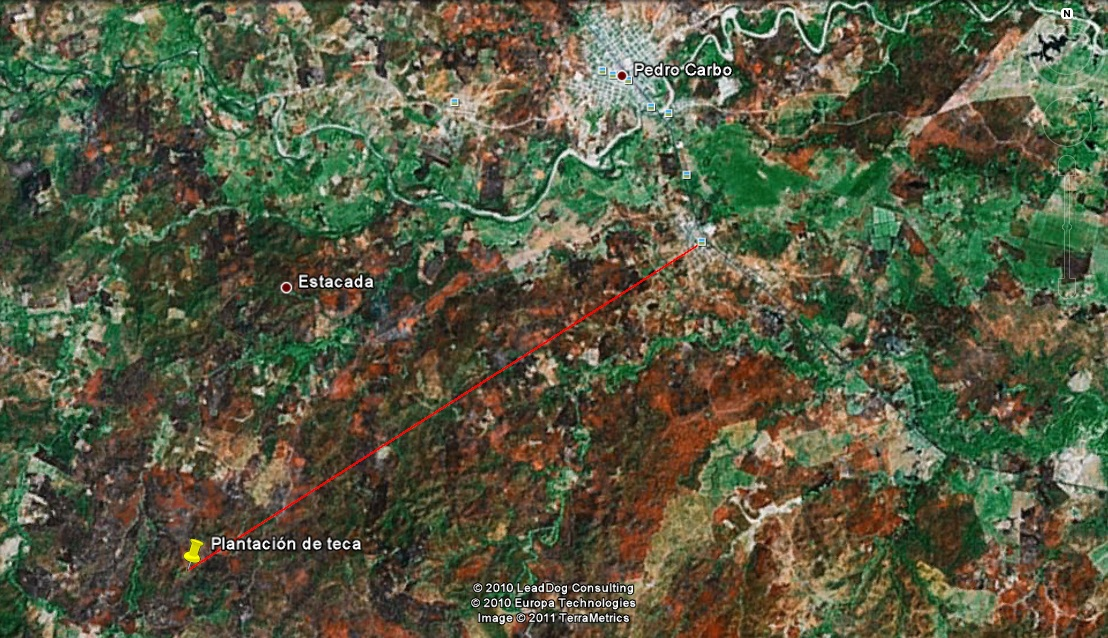 N
Pedro Carbo
Estacada
Plantación de teca
© 2010 LeadDog Consulting
© 2010 Europa Technologies
Image © 2011 TerraMetrics